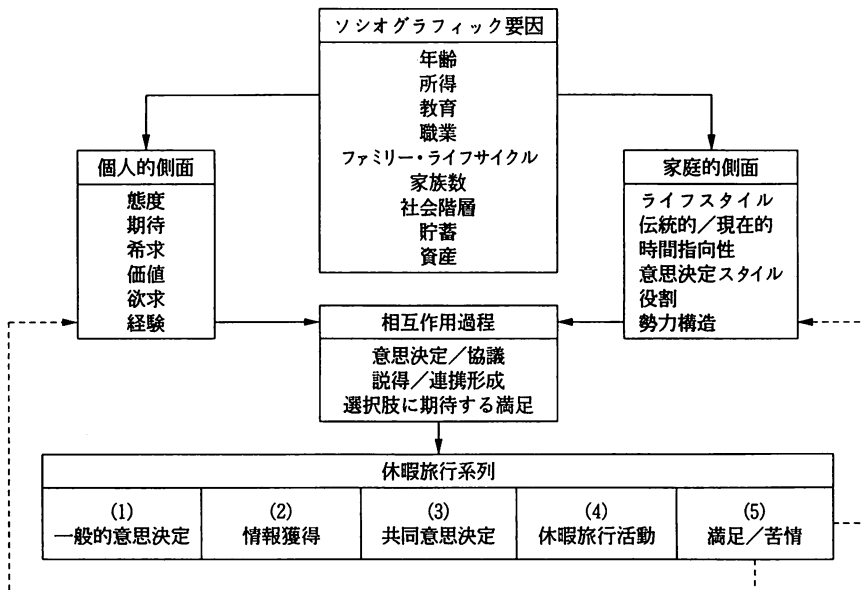 ソシオグラフィック要因
年齢
所得
教育
職業
ファミリー・ライフサイクル
家族数
社会階層
貯蓄
資産
個人的側面
態度
期待
希求
価値
欲求
経験
家庭的側面
ライフスタイル
伝統的／現在的
時間指向性
意思決定スタイル
役割
勢力構造
相互作用過程
意思決定／協議
説得／連携形成
選択肢に期待する満足
休暇旅行系列
(1)
一般的意思決定
(2)
情報獲得
(3)
共同意思決定
(4)
休暇旅行活動
(5)
満足／苦情